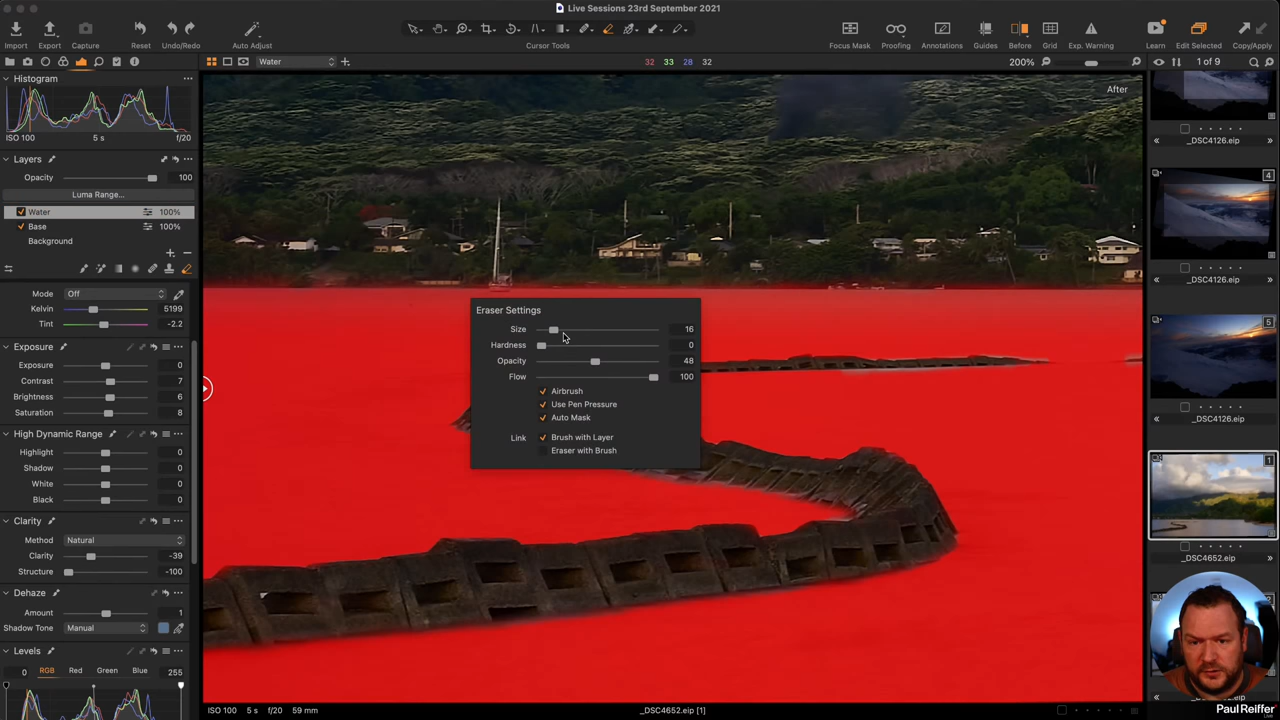 Live Sessions 23rd September 2021
Import
Export
Capture
Reset
Undo/Redo
Auto Adjust
Cursor Tools
Focus Mask
Proofing
Annotations
Guides
Before
Grid
Exp. Warning
Learn
Edit Selected
Copy/Apply
Water
32 33 28 32
200%
1 of 9
Histogram
ISO 100
5 s
f/20
Layers
Opacity 100
Luma Range...
Water 100%
Base 100%
Background
Mode Off
Kelvin 5199
Tint -2.2
Exposure
Exposure 0
Contrast 7
Brightness 6
Saturation 8
High Dynamic Range
Highlight 0
Shadow 0
White 0
Black 0
Clarity
Method Natural
Clarity -39
Structure -100
Dehaze
Amount 1
Shadow Tone Manual
Levels
0 RGB Red Green Blue 255
After
Eraser Settings
Size 16
Hardness 0
Opacity 48
Flow 100
Airbrush
Use Pen Pressure
Auto Mask
Link Brush with Layer
Eraser with Brush
_DSC4126.eip
4
_DSC4126.eip
5
_DSC4126.eip
1
_DSC4652.eip
ISO 100 5 s f/20 59 mm
_DSC4652.eip [1]
Paul Reiffer
Live